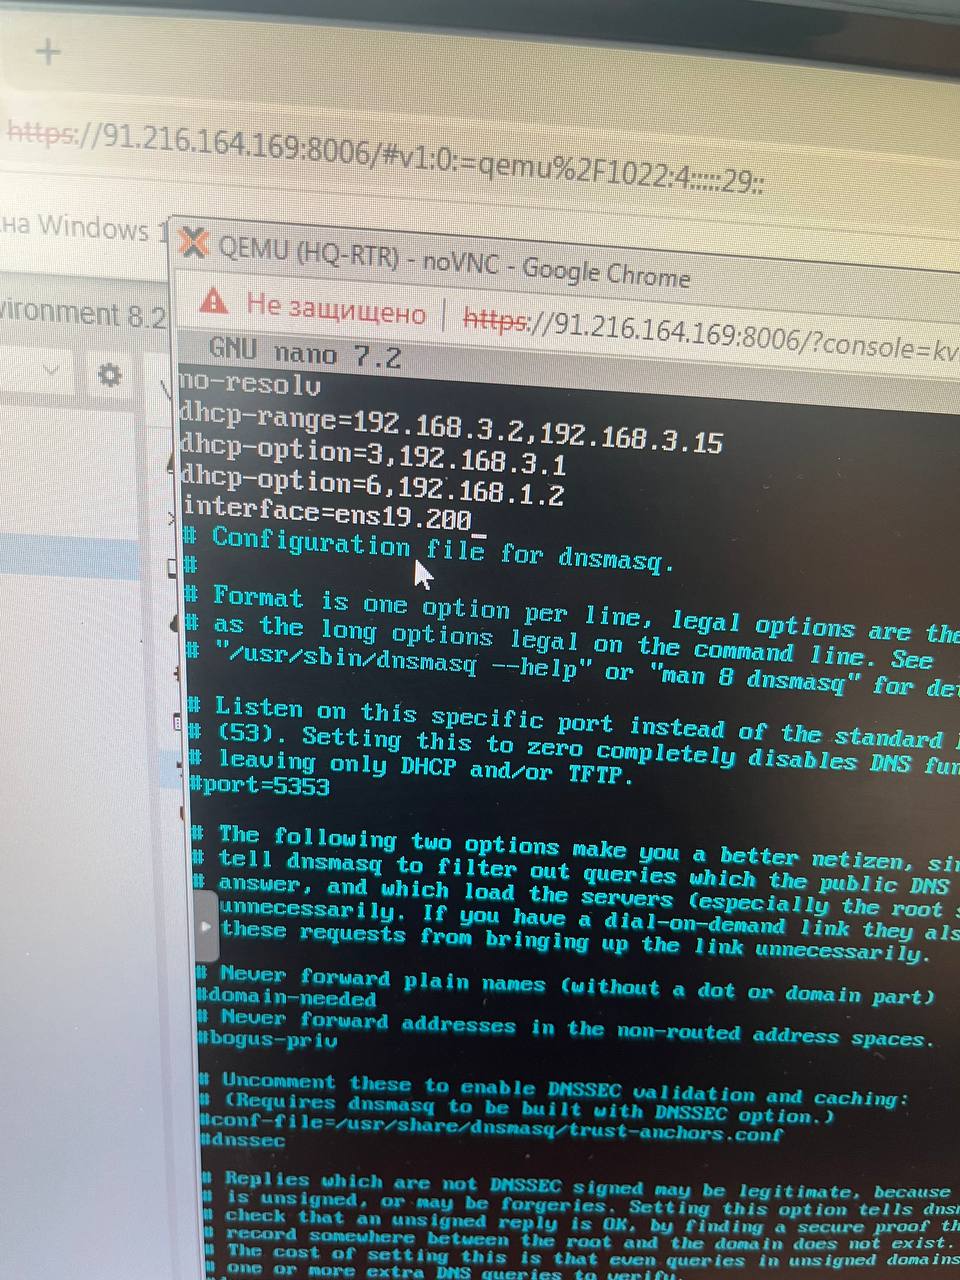 +
https://91.216.164.169:8006/#v1:0:=qemu%2F1022:4::::::29::
на Windows 1
QEMU (HQ-RTR) - noVNC - Google Chrome
vironment 8.2
Не защищено | https://91.216.164.169:8006/?console=kv
GNU nano 7.2
no-resolv
dhcp-range=192.168.3.2,192.168.3.15
dhcp-option=3,192.168.3.1
dhcp-option=6,192.168.1.2
interface=ens19.200_
# Configuration file for dnsmasq.
#
# Format is one option per line, legal options are the
# as the long options legal on the command line. See
# "/usr/sbin/dnsmasq --help" or "man 8 dnsmasq" for det
# Listen on this specific port instead of the standard
# (53). Setting this to zero completely disables DNS fun
# leaving only DHCP and/or TFTP.
#port=5353
# The following two options make you a better netizen, sin
# tell dnsmasq to filter out queries which the public DNS
# answer, and which load the servers (especially the root s
unnecessarily. If you have a dial-on-demand link they als
these requests from bringing up the link unnecessarily.
# Never forward plain names (without a dot or domain part)
#domain-needed
# Never forward addresses in the non-routed address spaces.
#bogus-priv
# Uncomment these to enable DNSSEC validation and caching:
# (Requires dnsmasq to be built with DNSSEC option.)
#conf-file=/usr/share/dnsmasq/trust-anchors.conf
#dnssec
# Replies which are not DNSSEC signed may be legitimate, because
# is unsigned, or may be forgeries. Setting this option tells dnsm
# check that an unsigned reply is OK, by finding a secure proof th
# record somewhere between the root and the domain does not exist.
# The cost of setting this is that even queries in unsigned domains
# one or more extra DNS queries to verify.